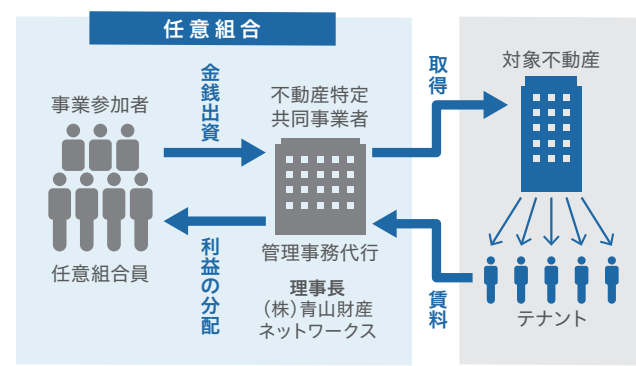 任意組合
事業参加者
任意組合員
金銭出資
利益の分配
不動産特定
共同事業者
管理事務代行
理事長
(株)青山財産
ネットワークス
取得
賃料
対象不動産
テナント